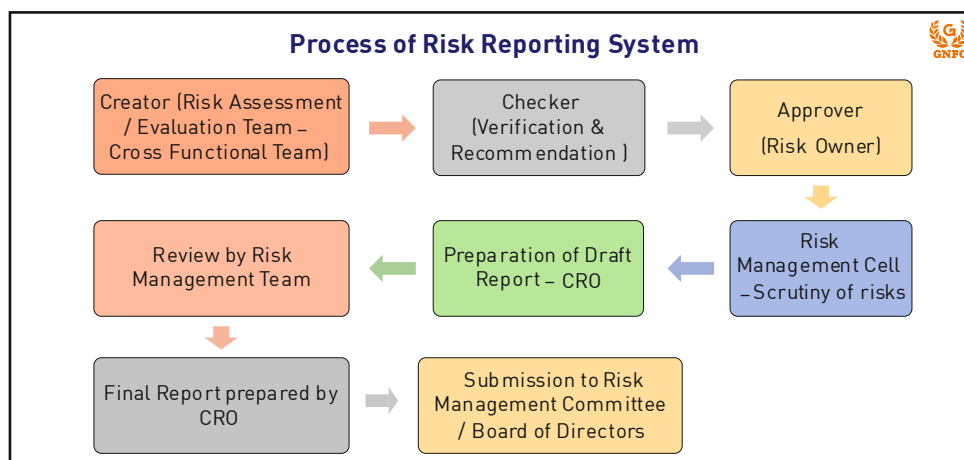 Process of Risk Reporting System
G
GNFC
Creator (Risk Assessment
/ Evaluation Team –
Cross Functional Team)
Checker
(Verification &
Recommendation )
Approver
(Risk Owner)
Risk
Management Cell
– Scrutiny of risks
Preparation of Draft
Report – CRO
Review by Risk
Management Team
Final Report prepared by
CRO
Submission to Risk
Management Committee
/ Board of Directors